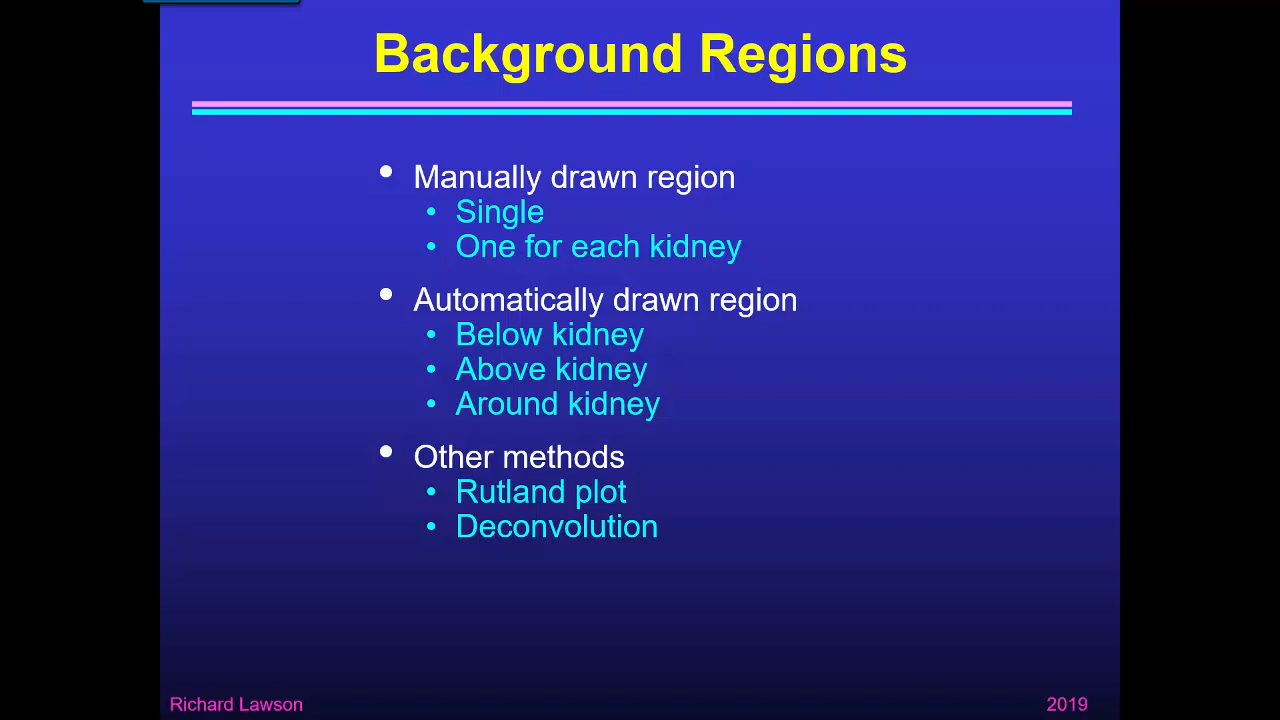 Background Regions
• Manually drawn region
• Single
• One for each kidney
• Automatically drawn region
• Below kidney
• Above kidney
• Around kidney
• Other methods
• Rutland plot
• Deconvolution
Richard Lawson
2019